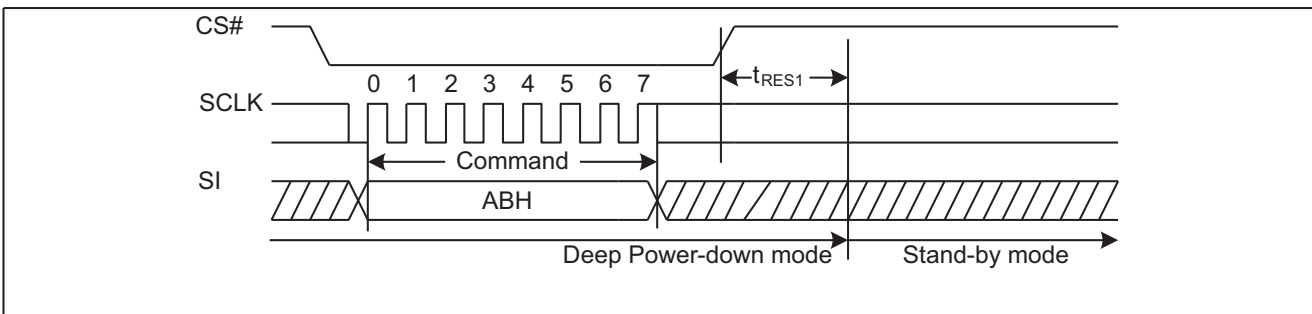 CS#
tRES1
0 1 2 3 4 5 6 7
SCLK
Command
SI
ABH
Deep Power-down mode Stand-by mode